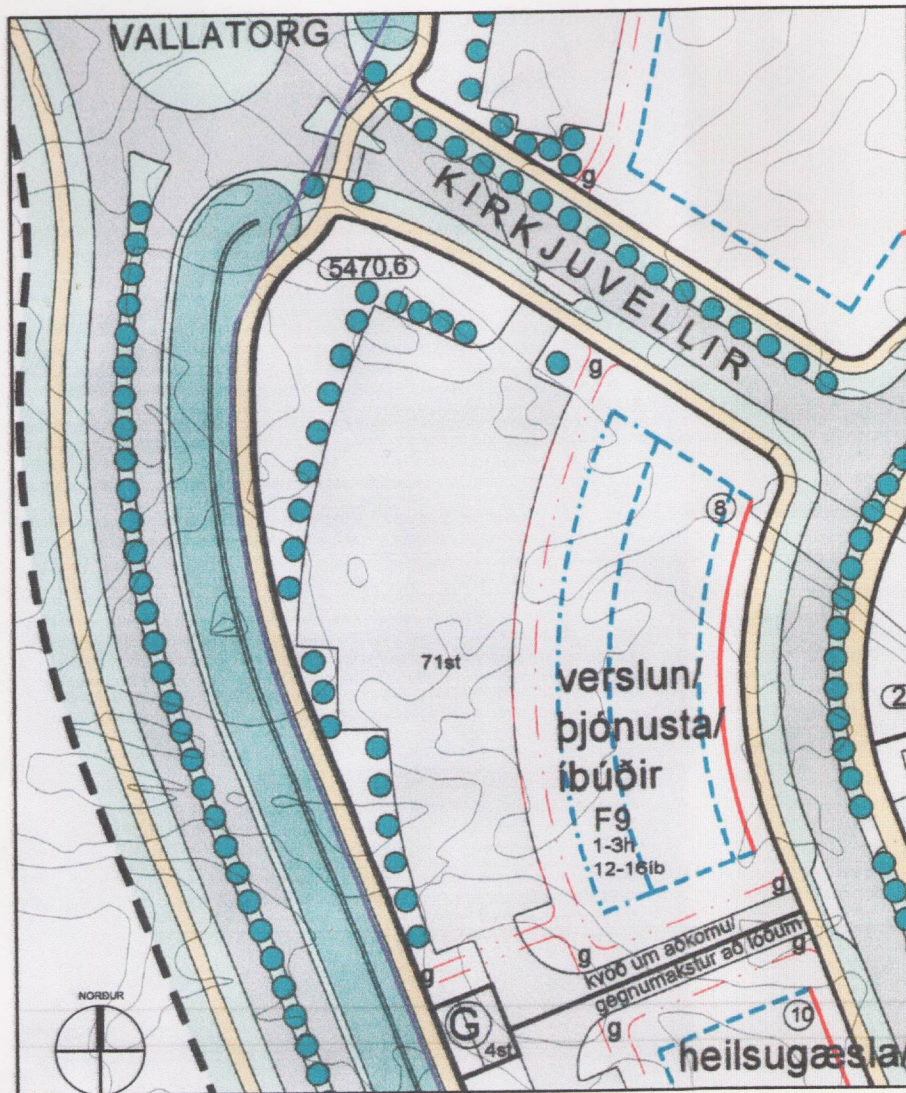 VALLATORG
g
KIRKJUVELLIR
5470,6
g
8
71st
verslun/
þjónusta/
íbúðir
F9
1-3h
12-16íb
2
g
g
kvöð um aðkomu/
gegnumakstur að lóðum
g
g
NORÐUR
G
4st
g
10
heilsugæsla/